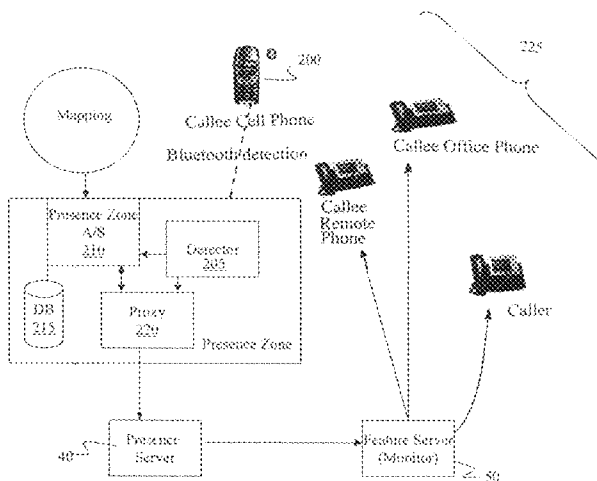 225
200
Mapping
Callee Cell Phone
Callee Office Phone
Bluetooth/detection
Callee
Remote
Phone
Presence Zone
A/S
210
Detector
205
DB
215
Proxy
220
Presence Zone
Caller
40
Presence
Server
Feature Server
(Monitor)
50